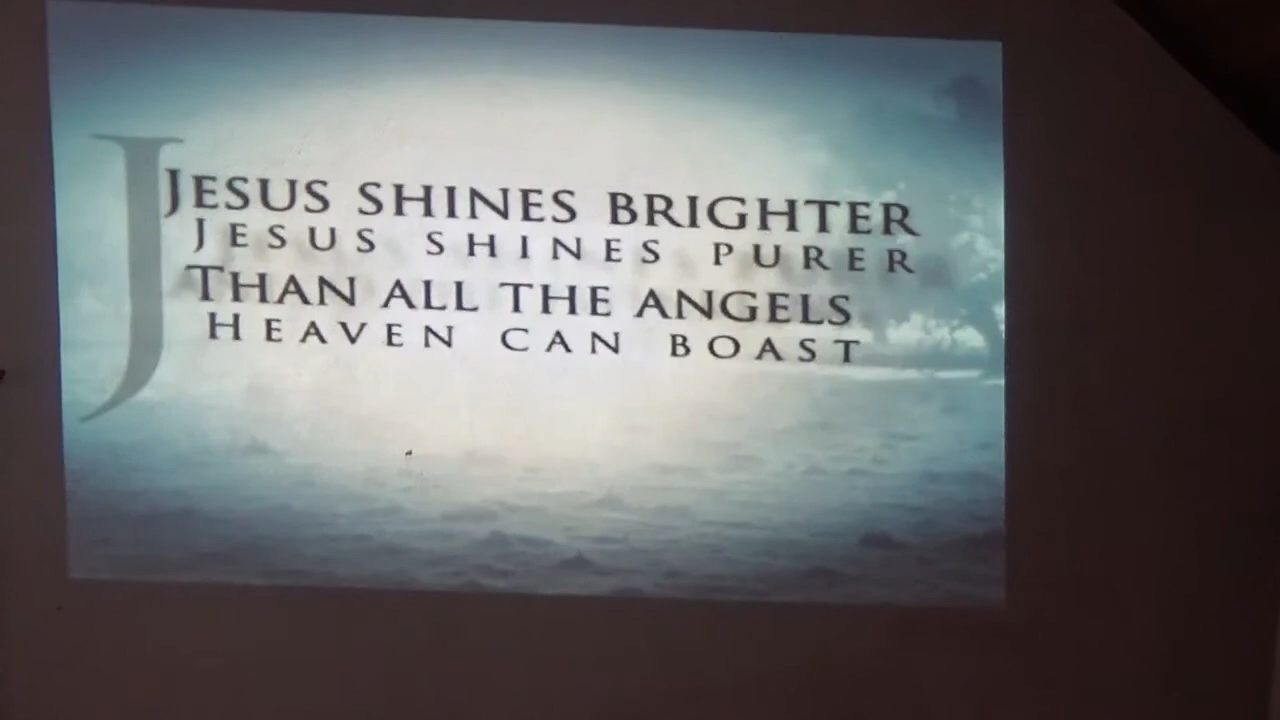 JESUS SHINES BRIGHTER
JESUS SHINES PURER
THAN ALL THE ANGELS
HEAVEN CAN BOAST